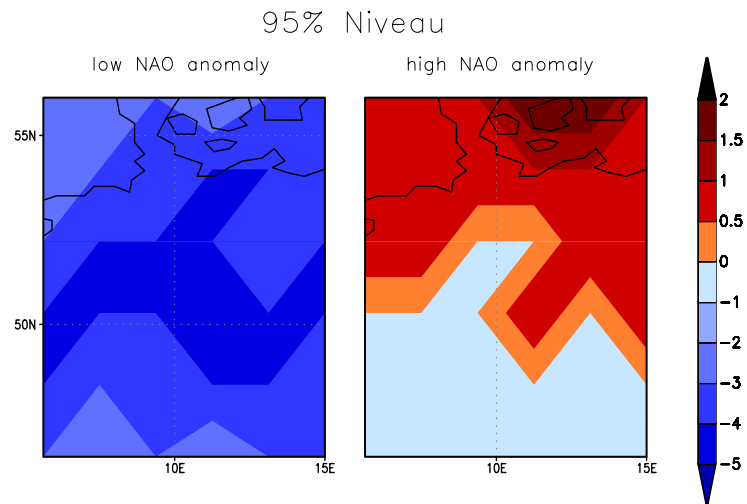 95% Niveau
low NAO anomaly
high NAO anomaly
55N
50N
10E
15E
10E
15E
2
1.5
1
0.5
0
-1
-2
-3
-4
-5